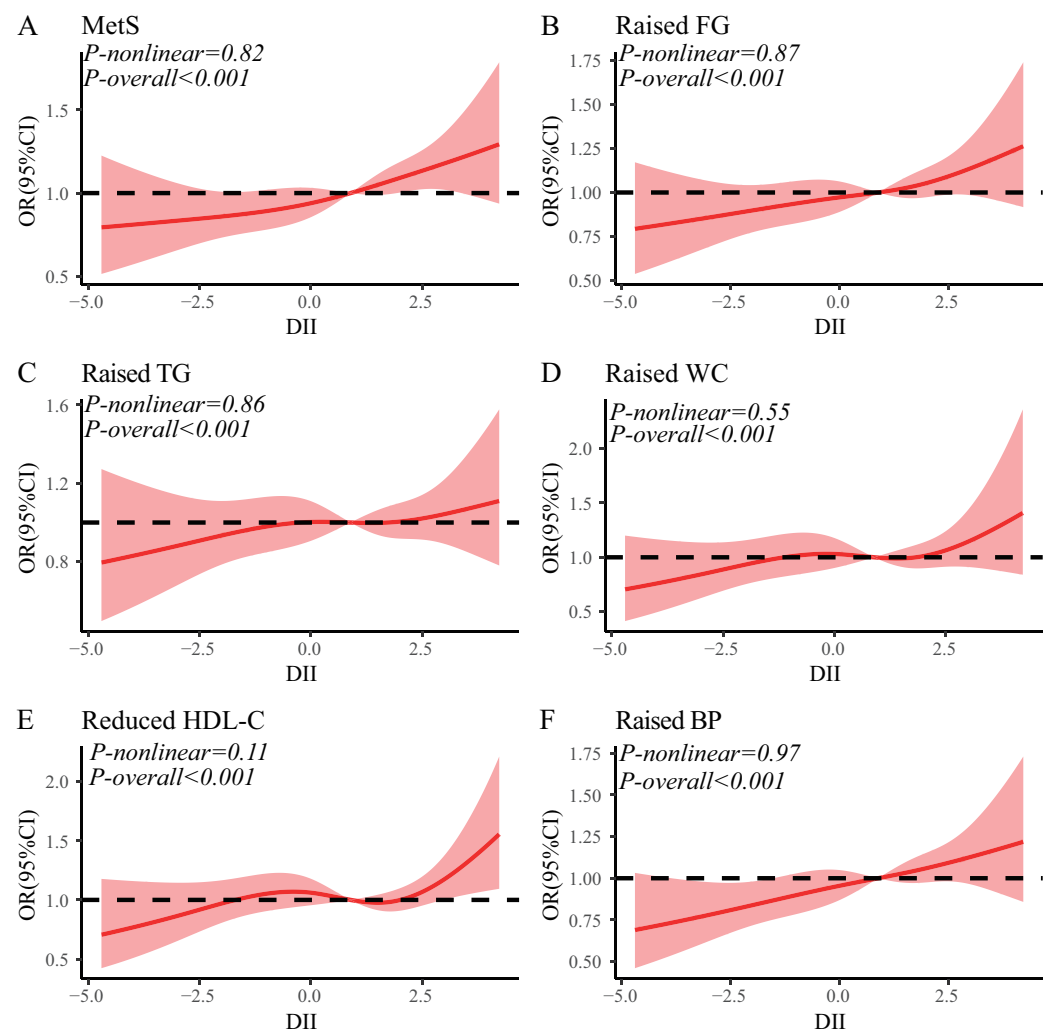 A MetS
P-nonlinear=0.82
P-overall<0.001
OR(95%CI)
1.5
1.0
0.5
−5.0 −2.5 0.0 2.5
DII
B Raised FG
P-nonlinear=0.87
P-overall<0.001
OR(95%CI)
1.75
1.50
1.25
1.00
0.75
0.50
−5.0 −2.5 0.0 2.5
DII
C Raised TG
P-nonlinear=0.86
P-overall<0.001
OR(95%CI)
1.6
1.2
0.8
−5.0 −2.5 0.0 2.5
DII
D Raised WC
P-nonlinear=0.55
P-overall<0.001
OR(95%CI)
2.0
1.5
1.0
0.5
−5.0 −2.5 0.0 2.5
DII
E Reduced HDL-C
P-nonlinear=0.11
P-overall<0.001
OR(95%CI)
2.0
1.5
1.0
0.5
−5.0 −2.5 0.0 2.5
DII
F Raised BP
P-nonlinear=0.97
P-overall<0.001
OR(95%CI)
1.75
1.50
1.25
1.00
0.75
0.50
−5.0 −2.5 0.0 2.5
DII